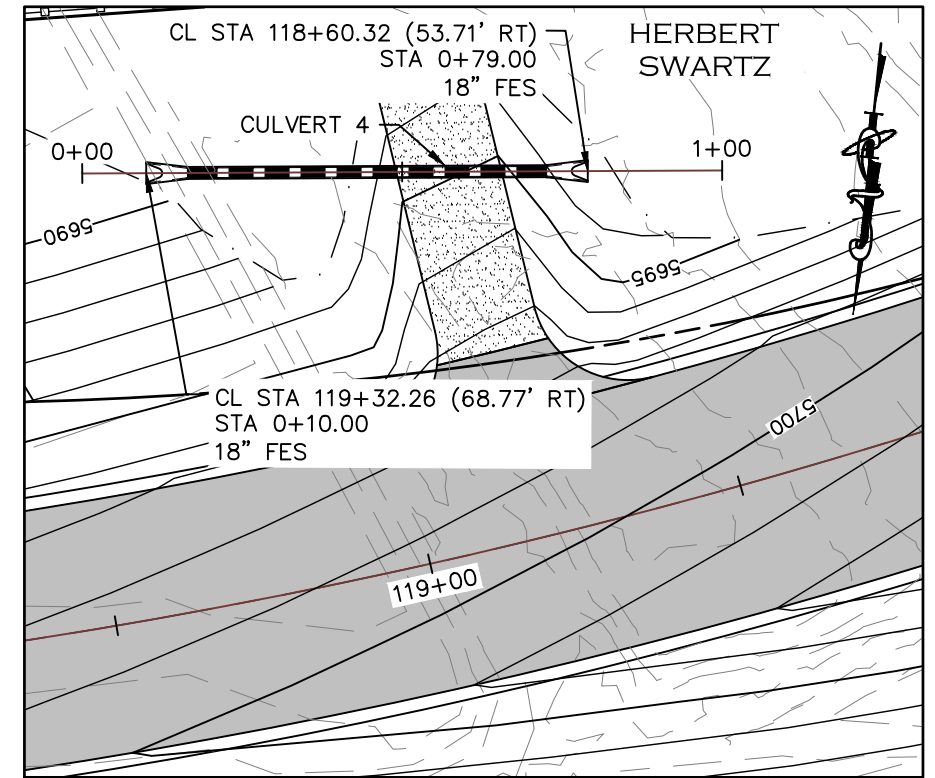 CL STA 118+60.32 (53.71' RT)
STA 0+79.00
18" FES
HERBERT
SWARTZ
CULVERT 4
0+00
1+00
5690
5695
CL STA 119+32.26 (68.77' RT)
STA 0+10.00
18" FES
5700
119+00